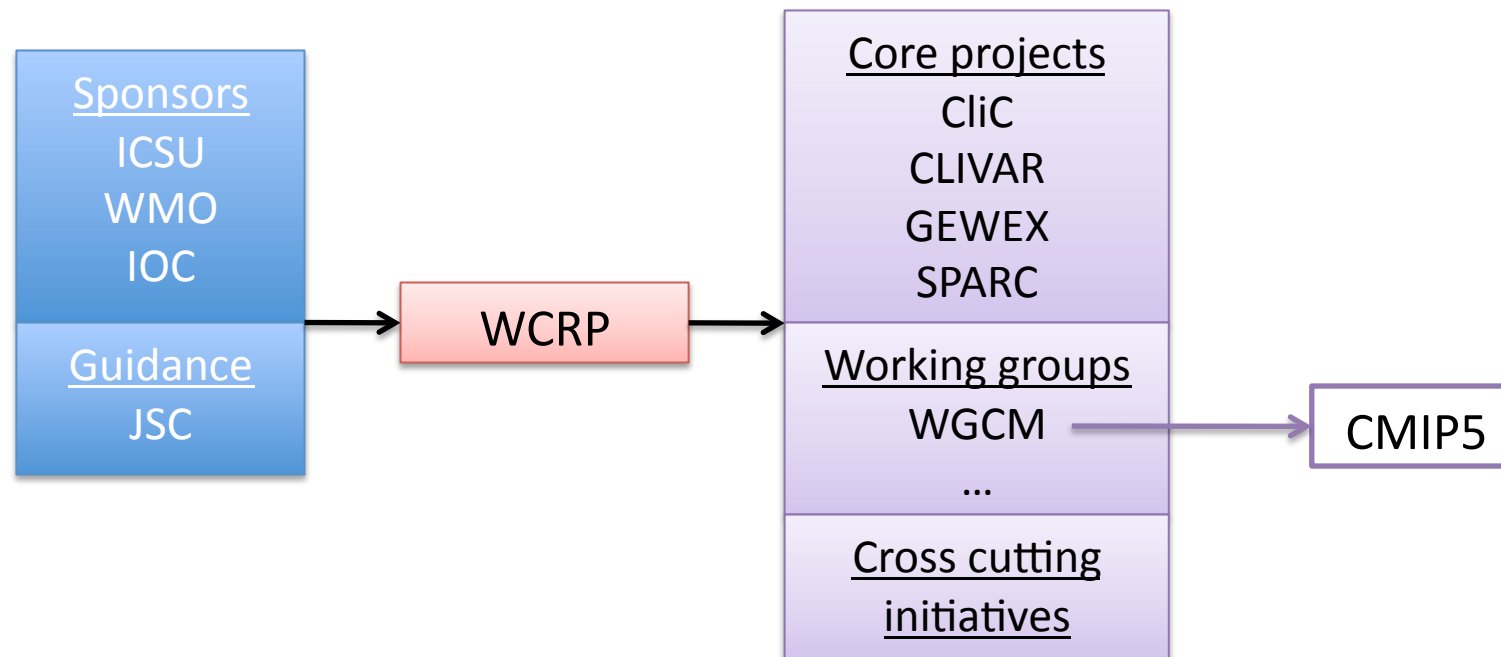 Sponsors
ICSU
WMO
IOC
Guidance
JSC
WCRP
Core projects
CliC
CLIVAR
GEWEX
SPARC
Working groups
WGCM
…
Cross cutting
initiatives
CMIP5